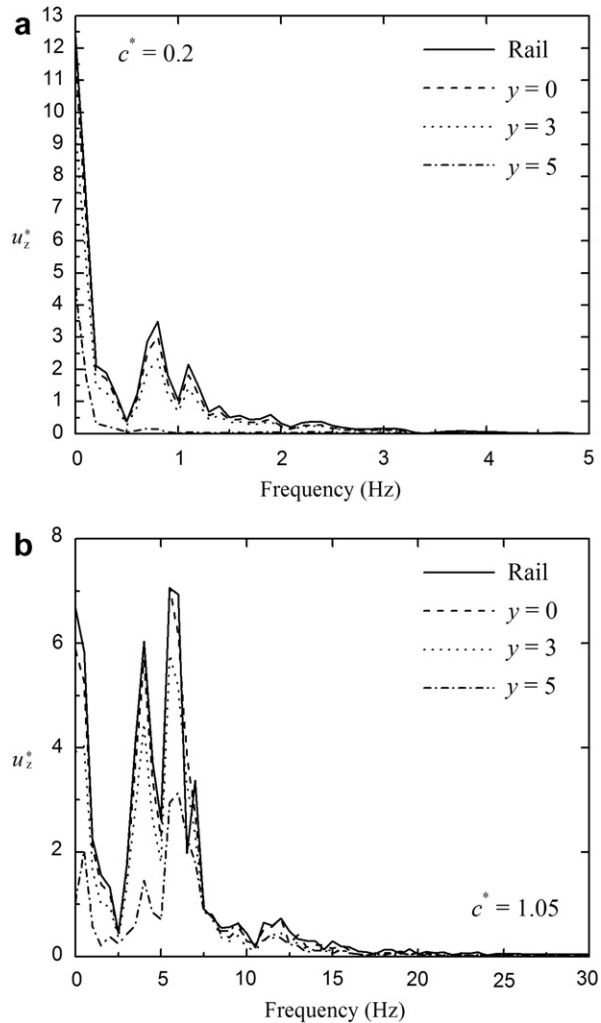 a
13
12
11
10
9
8
7
6
5
4
3
2
1
0
u*z
c* = 0.2
Rail
y = 0
y = 3
y = 5
0 1 2 3 4 5
Frequency (Hz)
b
8
6
4
2
0
u*z
Rail
y = 0
y = 3
y = 5
c* = 1.05
0 5 10 15 20 25 30
Frequency (Hz)